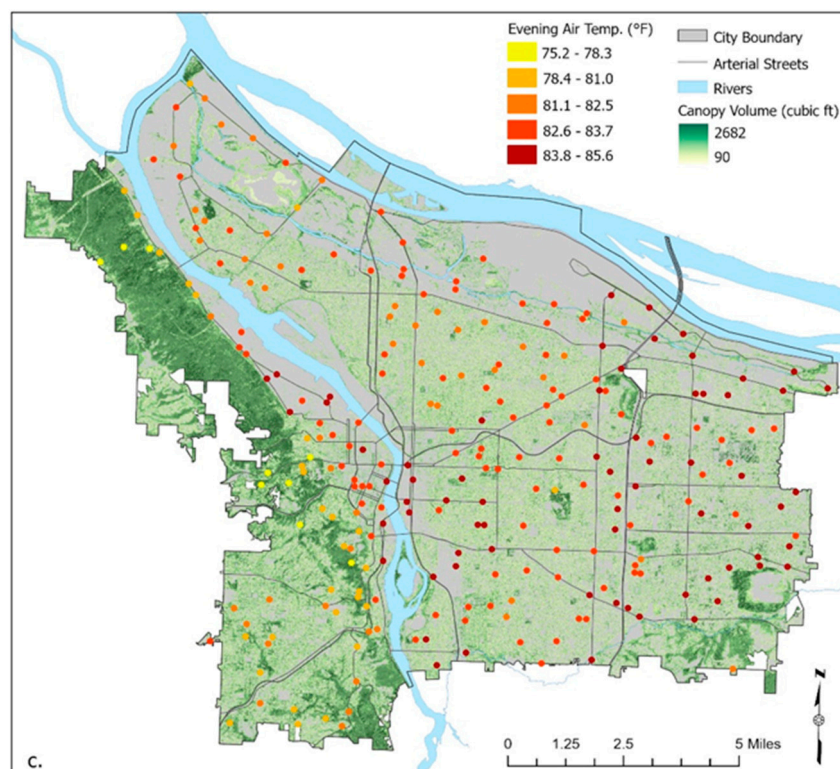 Evening Air Temp. (°F)
75.2 - 78.3
78.4 - 81.0
81.1 - 82.5
82.6 - 83.7
83.8 - 85.6
City Boundary
Arterial Streets
Rivers
Canopy Volume (cubic ft)
2682
90
N
c.
0 1.25 2.5 5 Miles